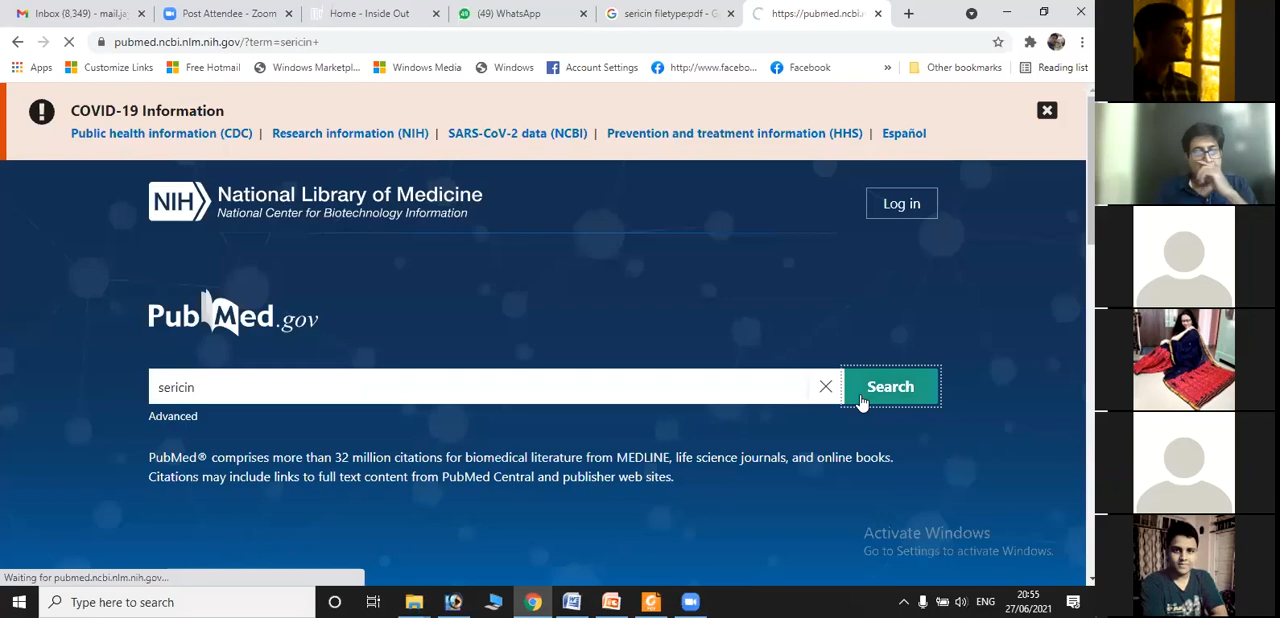 Inbox (8,349) - mail.ja
Post Attendee - Zoom
Home - Inside Out
(49) WhatsApp
sericin filetype:pdf - G
https://pubmed.ncbi.n
pubmed.ncbi.nlm.nih.gov/?term=sericin+
Apps
Customize Links
Free Hotmail
Windows Marketpl...
Windows Media
Windows
Account Settings
http://www.facebo...
Facebook
»
Other bookmarks
Reading list
COVID-19 Information
Public health information (CDC) | Research information (NIH) | SARS-CoV-2 data (NCBI) | Prevention and treatment information (HHS) | Español
NIH National Library of Medicine
National Center for Biotechnology Information
Log in
PubMed.gov
sericin
Search
Advanced
PubMed® comprises more than 32 million citations for biomedical literature from MEDLINE, life science journals, and online books.
Citations may include links to full text content from PubMed Central and publisher web sites.
Activate Windows
Go to Settings to activate Windows.
Waiting for pubmed.ncbi.nlm.nih.gov...
Type here to search
ENG
20:55
27/06/2021